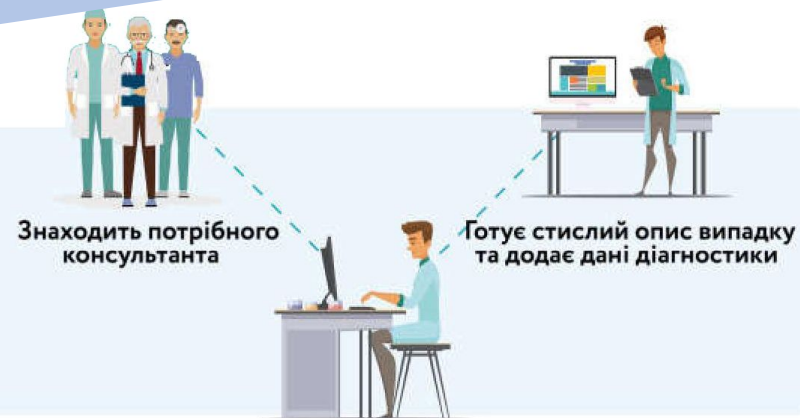 Знаходить потрібного
консультанта
Готує стислий опис випадку
та додає дані діагностики